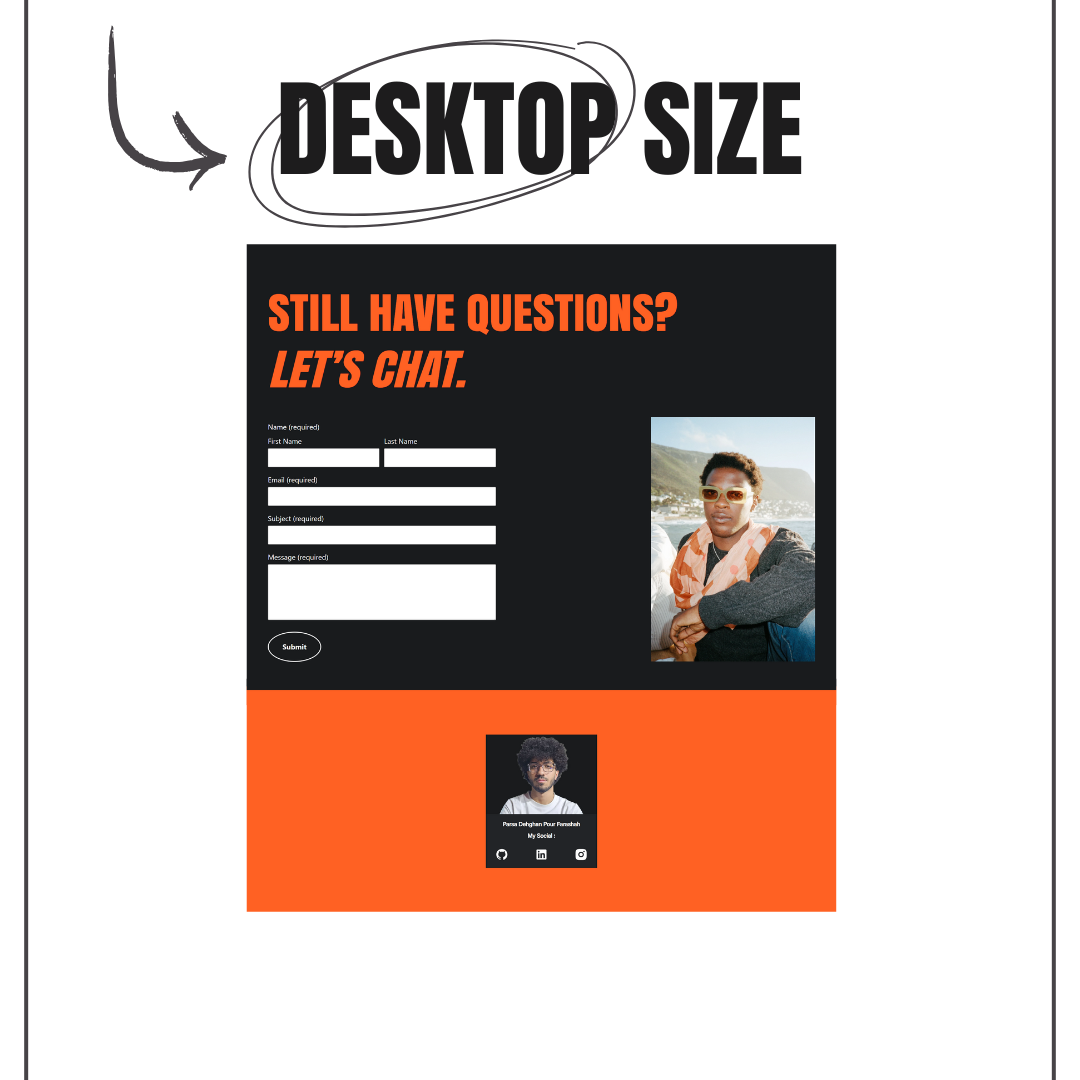 DESKTOP SIZE
STILL HAVE QUESTIONS?
LET'S CHAT.
Name (required)
First Name Last Name
Email (required)
Subject (required)
Message (required)
Submit
Parsa Dehghan Pour Farashah
My Social :
in